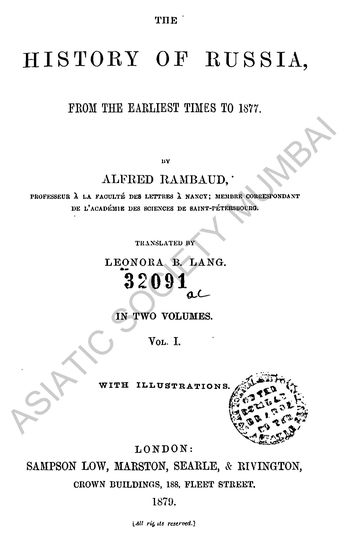 THE
HISTORY OF RUSSIA,
FROM THE EARLIEST TIMES TO 1877.
BY
ALFRED RAMBAUD,
PROFESSEUR À LA FACULTÉ DES LETTRES À NANCY; MEMBRE CORRESPONDANT
DE L'ACADÉMIE DES SCIENCES DE SAINT-PÉTERSBOURG.
TRANSLATED BY
LEONORA B. LANG.
32091
IN TWO VOLUMES.
VOL. I.
WITH ILLUSTRATIONS.
LONDON:
SAMPSON LOW, MARSTON, SEARLE, & RIVINGTON,
CROWN BUILDINGS, 188, FLEET STREET.
1879.
[All rights reserved.]
ASIATIC SOCIETY MUMBAI